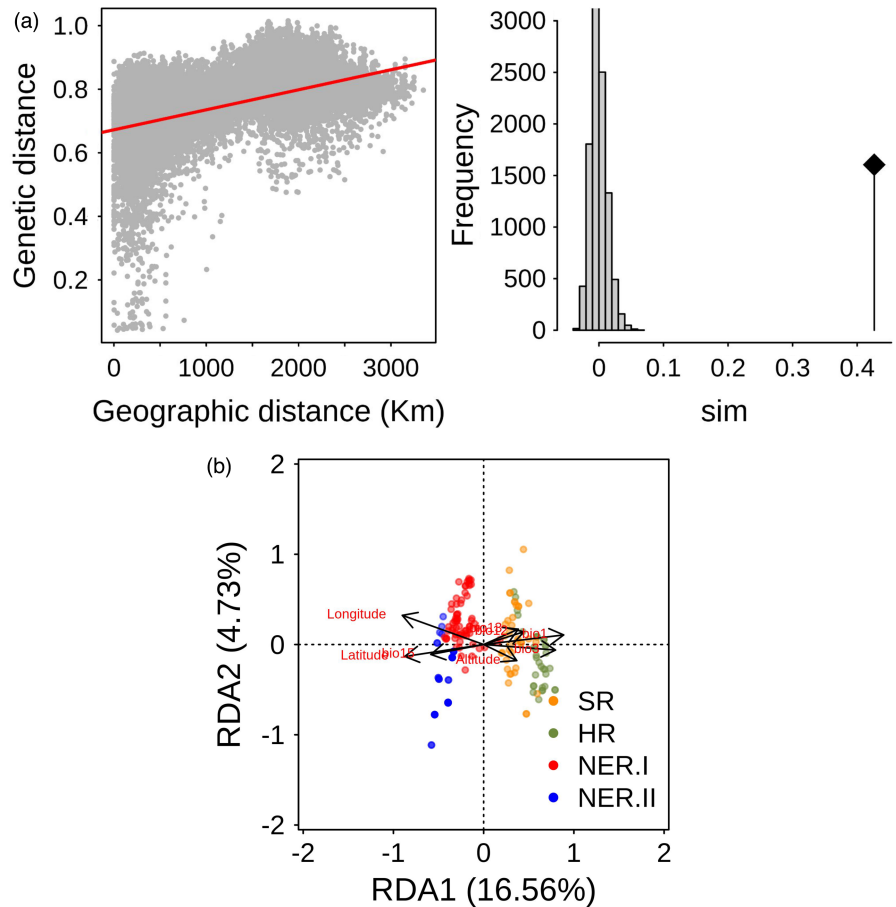 (a)
Genetic distance
1.0
0.8
0.6
0.4
0.2
0 1000 2000 3000
Geographic distance (Km)
Frequency
3000
2500
2000
1500
1000
500
0
0 0.1 0.2 0.3 0.4
sim
(b)
RDA2 (4.73%)
2
1
0
-1
-2
Longitude
Latitude
Altitude
bio1
SR
HR
NER.I
NER.II
-2 -1 0 1 2
RDA1 (16.56%)